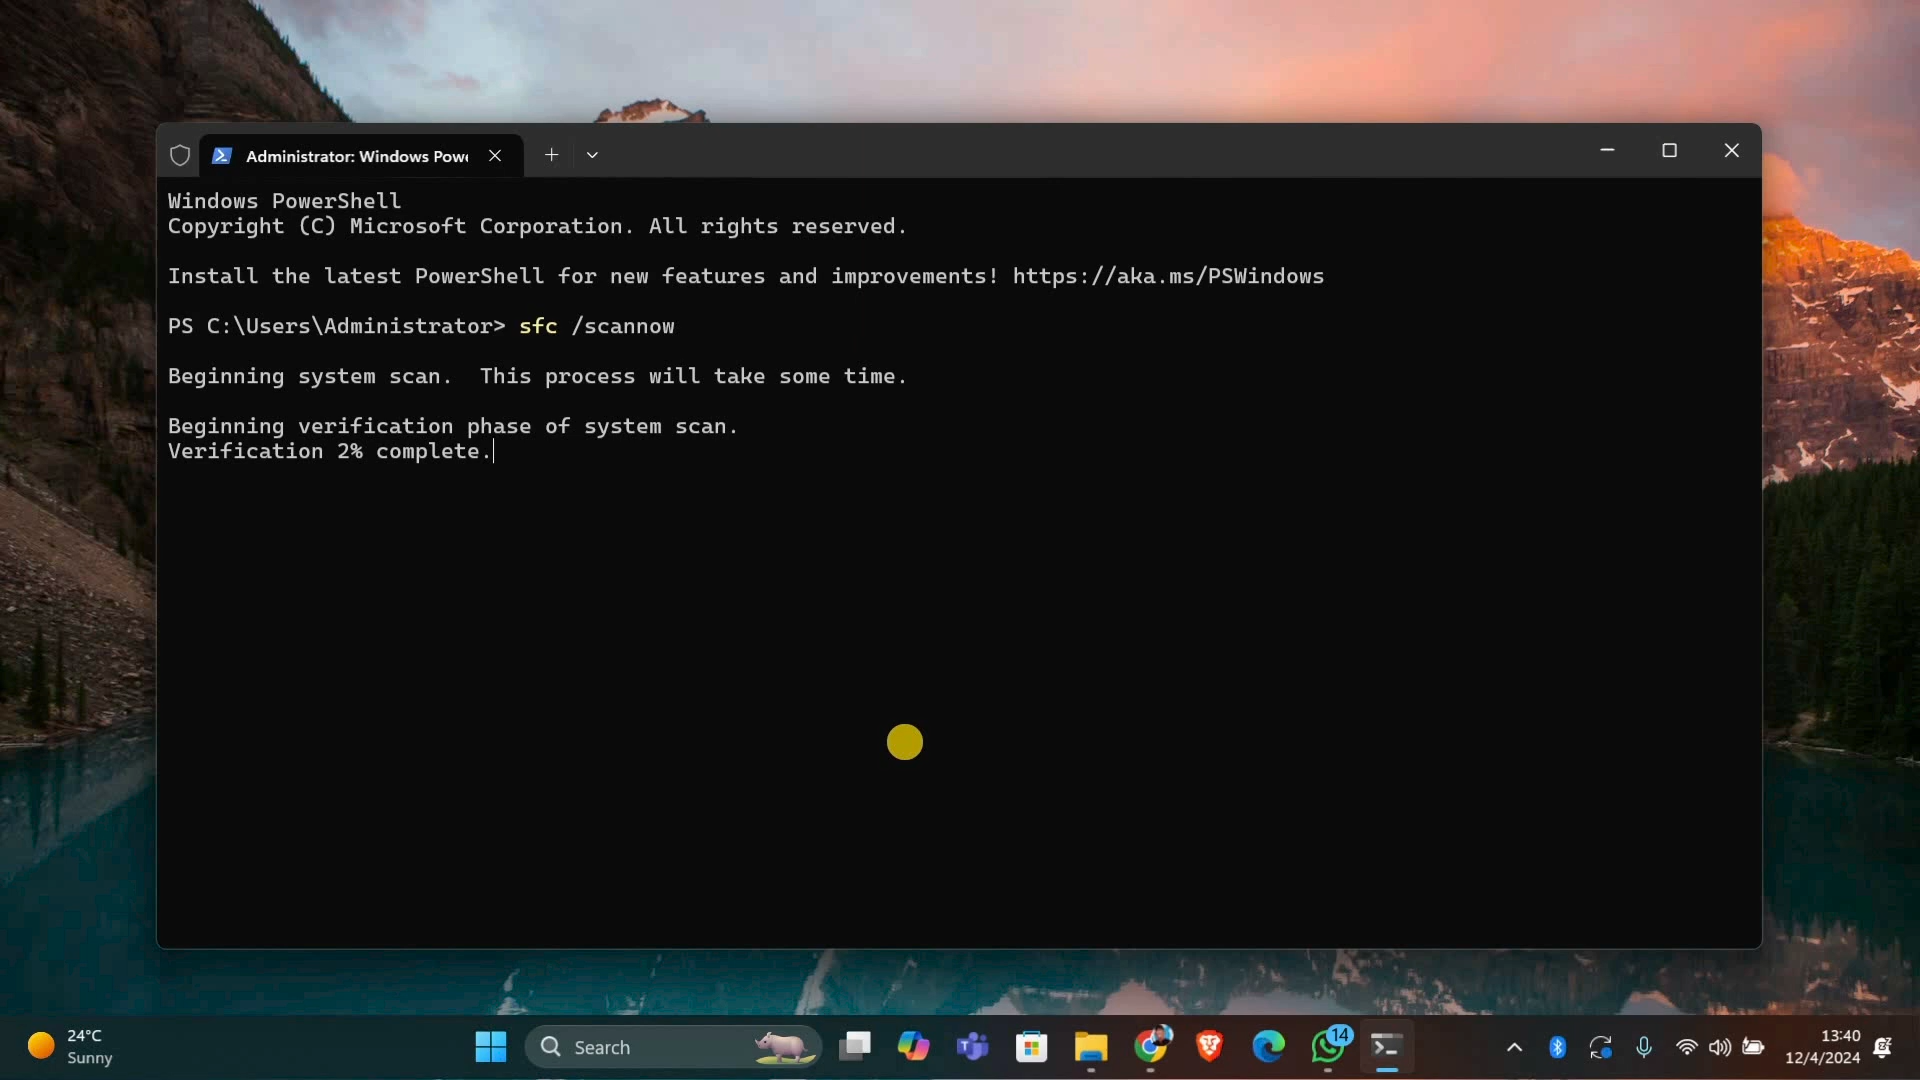 Administrator: Windows Powe
Windows PowerShell
Copyright (C) Microsoft Corporation. All rights reserved.
Install the latest PowerShell for new features and improvements! https://aka.ms/PSWindows
PS C:\Users\Administrator> sfc /scannow
Beginning system scan.  This process will take some time.
Beginning verification phase of system scan.
Verification 2% complete.
24°C
Sunny
Search
14
13:40
12/4/2024